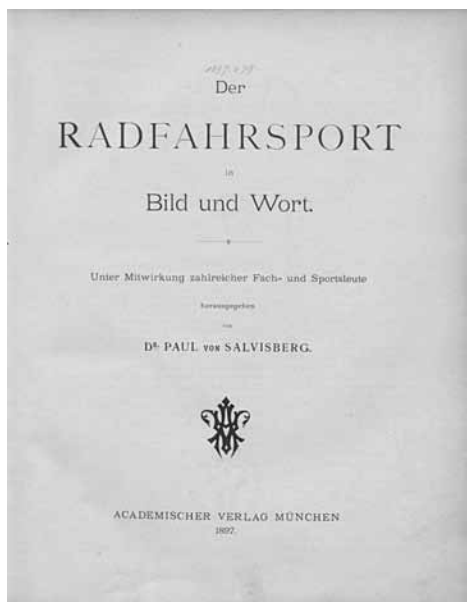 Der
RADFAHRSPORT
in
Bild und Wort.
Unter Mitwirkung zahlreicher Fach- und Sportsleute
herausgegeben
von
DR. PAUL VON SALVISBERG.
ACADEMISCHER VERLAG MÜNCHEN
1897.